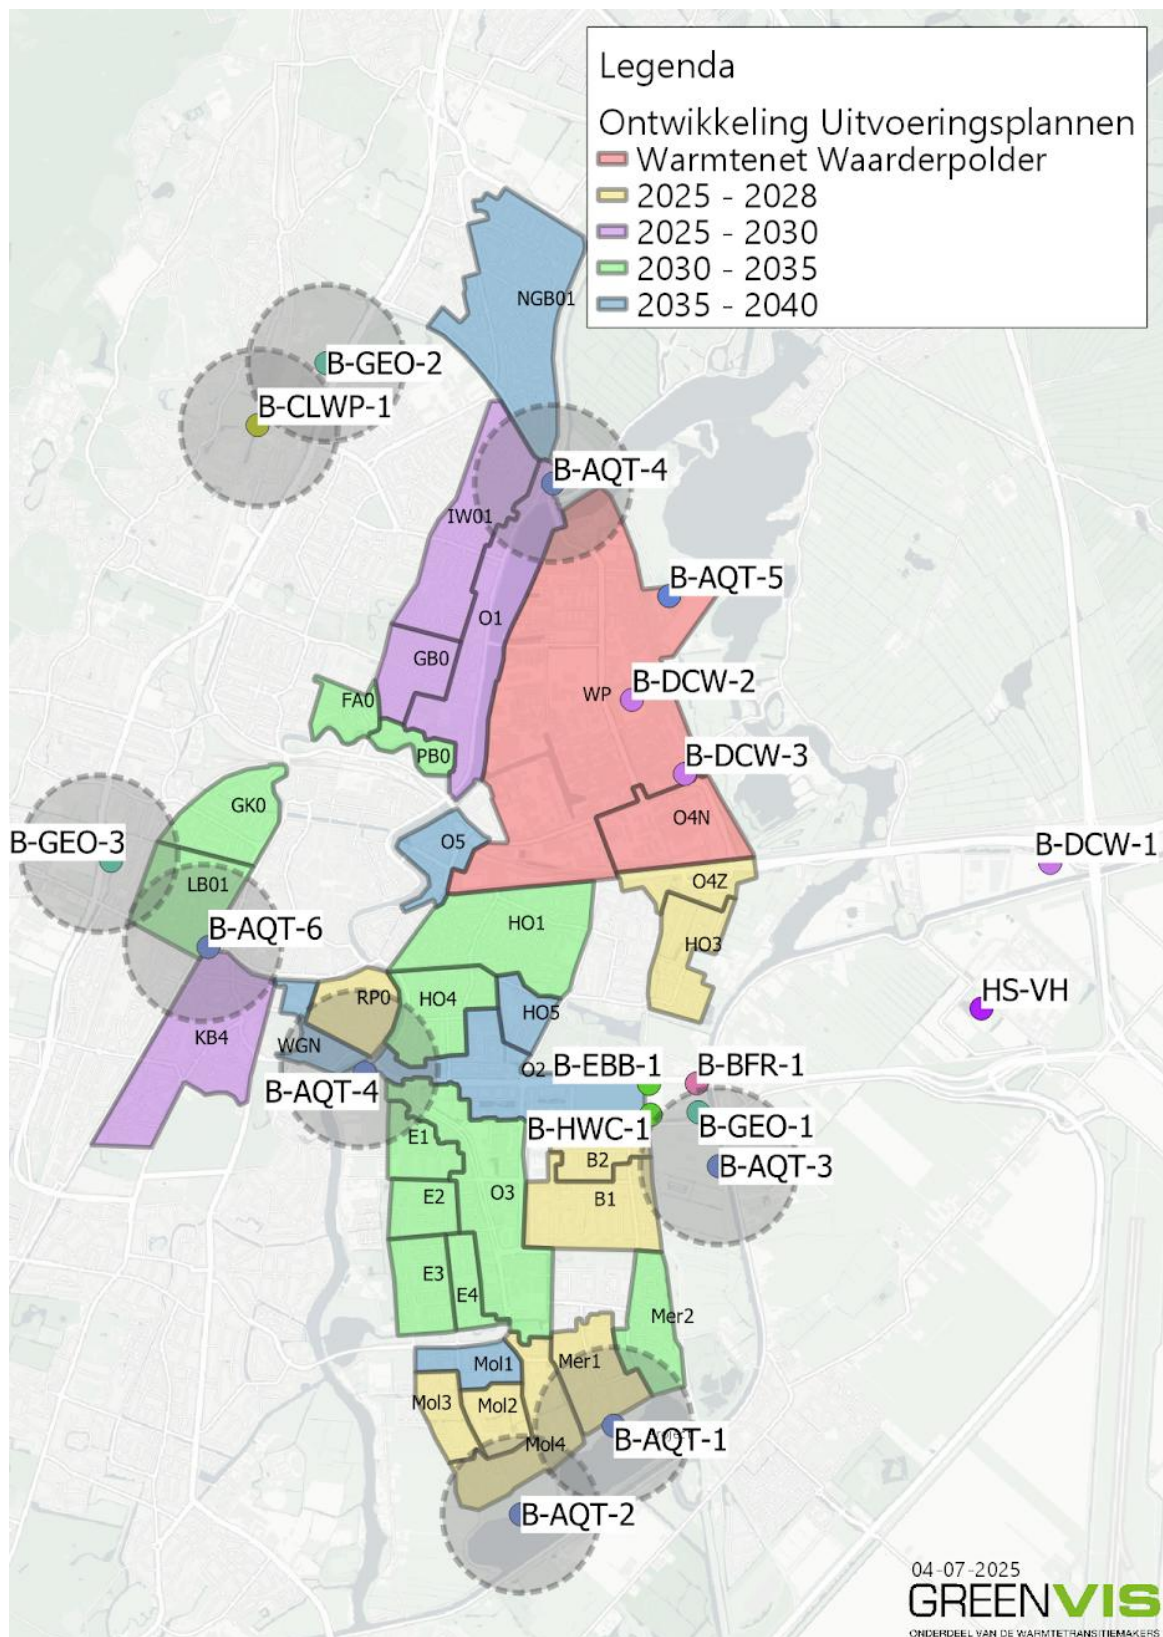 Legenda
Ontwikkeling Uitvoeringsplannen
Warmtenet Waarderpolder
2025 - 2028
2025 - 2030
2030 - 2035
2035 - 2040
NGB01
B-GEO-2
B-CLWP-1
B-AQT-4
IW01
B-AQT-5
O1
GB0
B-DCW-2
WP
FA0
PB0
B-DCW-3
GK0
O4N
B-GEO-3
O5
B-DCW-1
LB01
O4Z
B-AQT-6
HO1
HO3
HS-VH
RP0
HO4
HO5
KB4
WGN
O2
B-EBB-1
B-BFR-1
B-AQT-4
B-HWC-1
B-GEO-1
E1
B2
B-AQT-3
E2
O3
B1
E3
E4
Mer2
Mol1
Mer1
Mol3
Mol2
Mol4
B-AQT-1
B-AQT-2
04-07-2025
GREENVIS
ONDERDEEL VAN DE WARMTETRANSITIEMAKERS